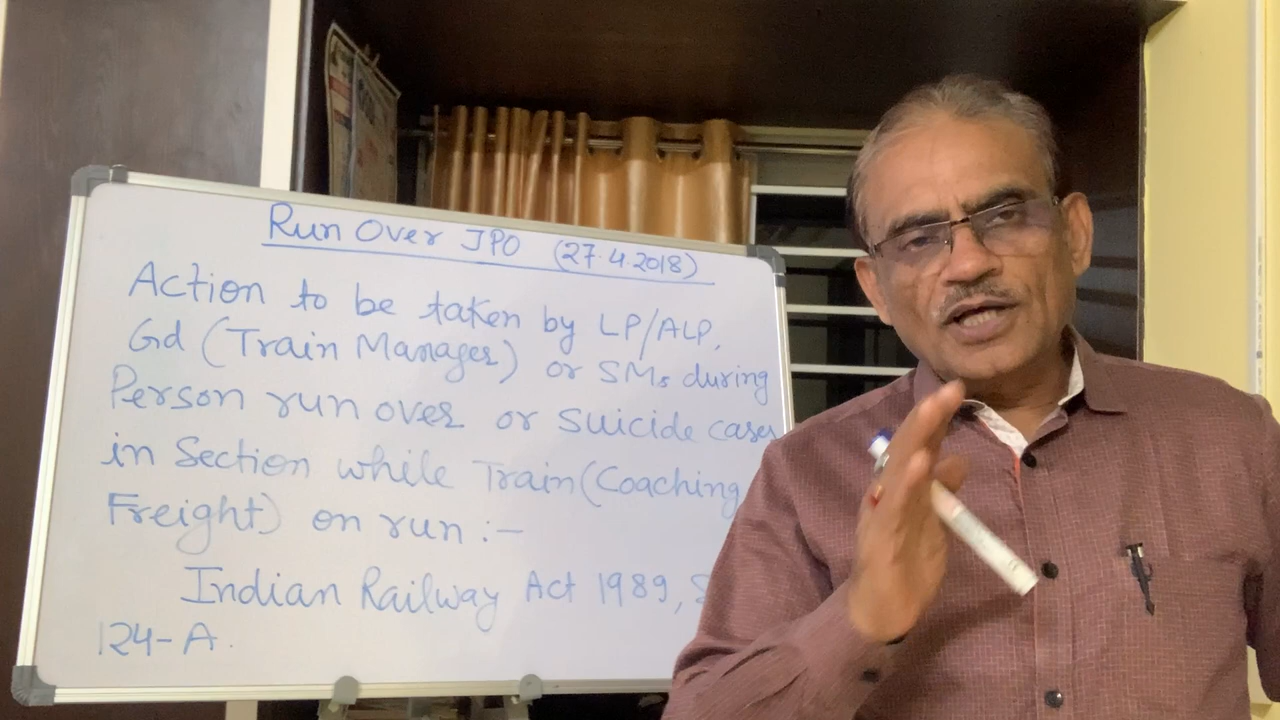 Run Over JPO (27.4.2018)
Action to be taken by LP/ALP,
Gd (Train Manager) or SMs during
Person run over or Suicide cases
in Section while Train (Coaching
Freight) on run :-
Indian Railway Act 1989,
124-A.